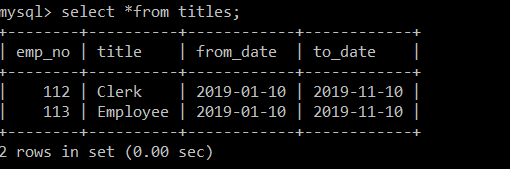 mysql> select *from titles;
+--------+----------+------------+------------+
| emp_no | title    | from_date  | to_date    |
+--------+----------+------------+------------+
|    112 | Clerk    | 2019-01-10 | 2019-11-10 |
|    113 | Employee | 2019-01-10 | 2019-11-10 |
+--------+----------+------------+------------+
2 rows in set (0.00 sec)